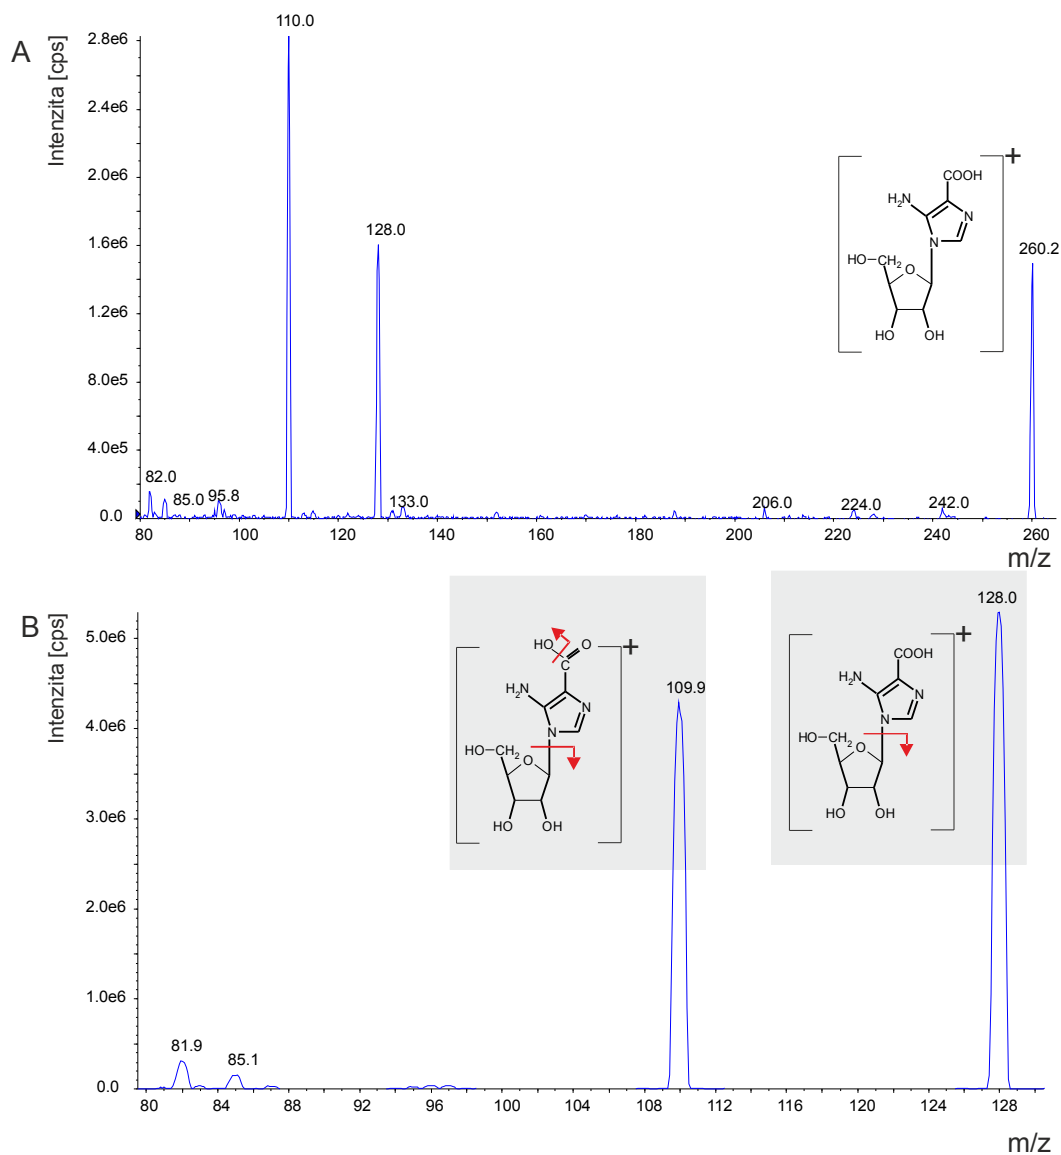 A
Intenzita [cps]
2.8e6
2.4e6
2.0e6
1.6e6
1.2e6
8.0e5
4.0e5
0.0
110.0
128.0
260.2
82.0
85.0
95.8
133.0
206.0
224.0
242.0
+
COOH
H2N
N
N
HO
CH2
O
HO
OH
80
100
120
140
160
180
200
220
240
260
m/z
B
Intenzita [cps]
5.0e6
4.0e6
3.0e6
2.0e6
1.0e6
0.0
81.9
85.1
109.9
128.0
+
HO
O
C
H2N
N
N
HO
CH2
O
HO
OH
+
COOH
H2N
N
N
HO
CH2
O
HO
OH
80
84
88
92
96
100
104
108
112
116
120
124
128
m/z